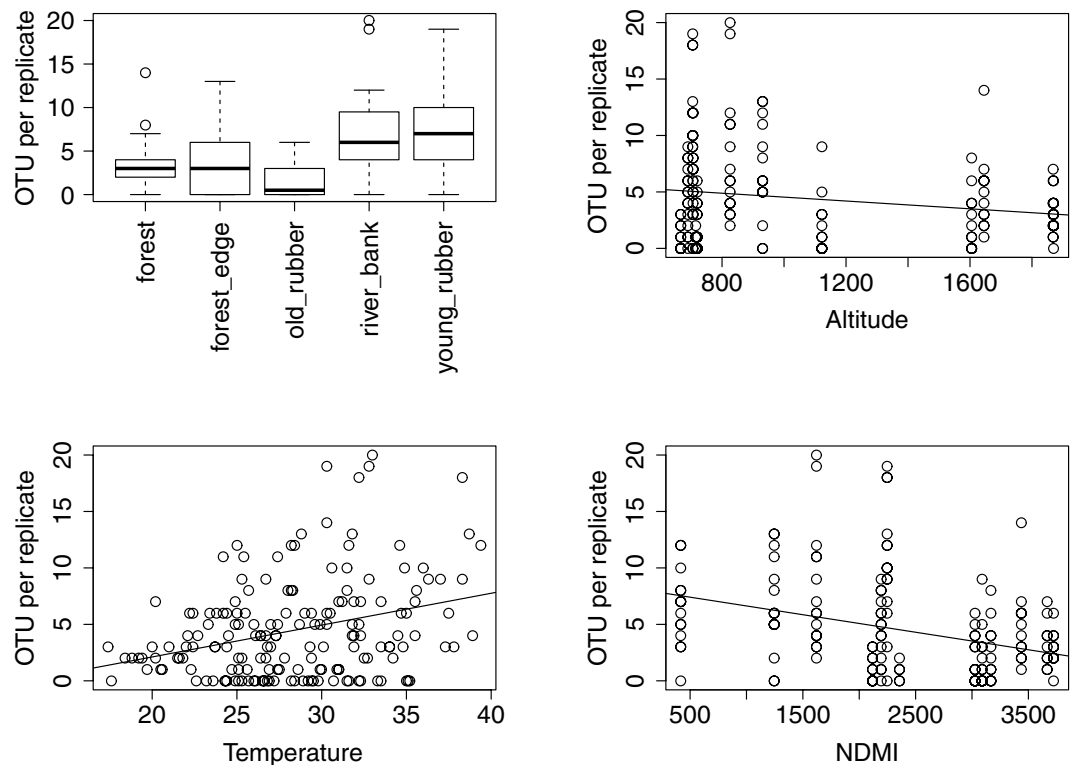 OTU per replicate
20
15
10
5
0
forest
forest_edge
old_rubber
river_bank
young_rubber
OTU per replicate
20
15
10
5
0
800
1200
1600
Altitude
OTU per replicate
20
15
10
5
0
20
25
30
35
40
Temperature
OTU per replicate
20
15
10
5
0
500
1500
2500
3500
NDMI